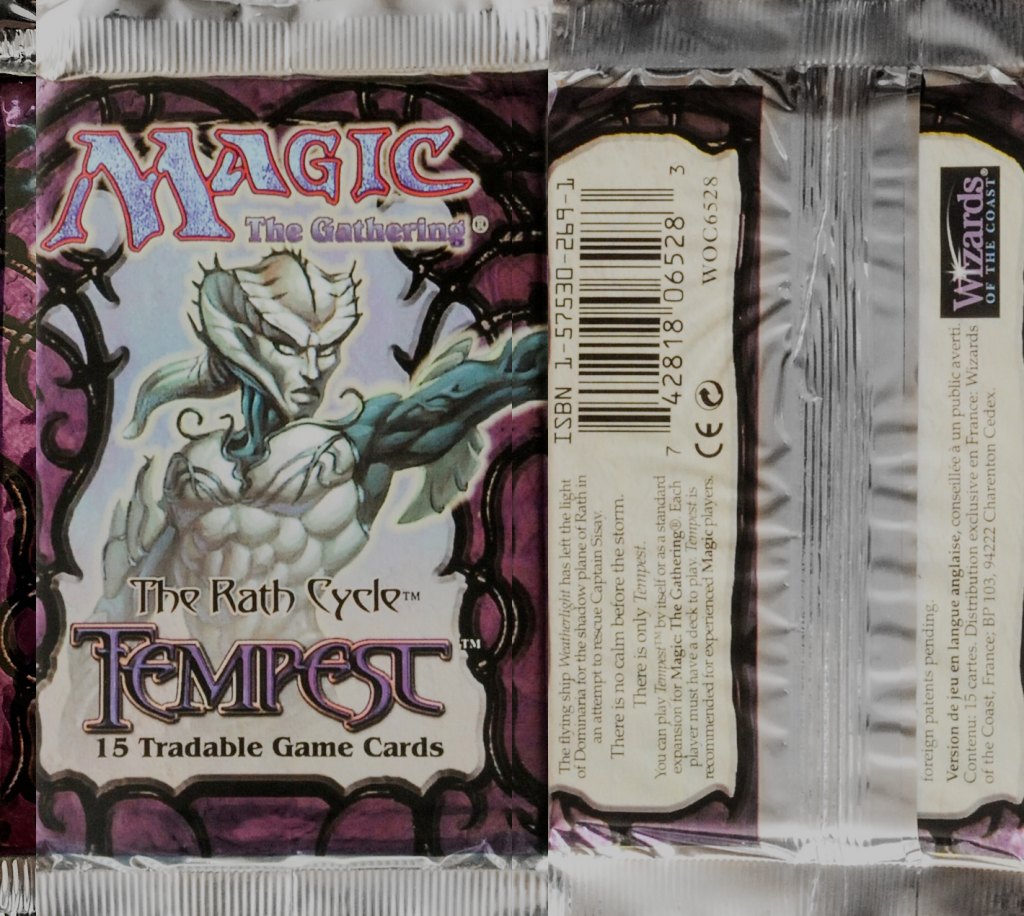 MAGIC
The Gathering®
The Rath Cycle™
TEMPEST™
15 Tradable Game Cards
The flying ship Weatherlight has left the light
of Dominaria for the shadow plane of Rath in
an attempt to rescue Captain Sisay.
There is no calm before the storm.
There is only Tempest.
You can play Tempest™ by itself or as a standard
expansion for Magic: The Gathering®. Each
player must have a deck to play. Tempest is
recommended for experienced Magic players.
ISBN 1-57530-269-1
7 42818 06528 3
CE
WOC6528
foreign patents pending.
Version de jeu en langue anglaise, conseillée à un public averti.
Contenu: 15 cartes. Distribution exclusive en France: Wizards
of the Coast, France: BP 103, 94222 Charenton Cedex.
Wizards
OF THE COAST®